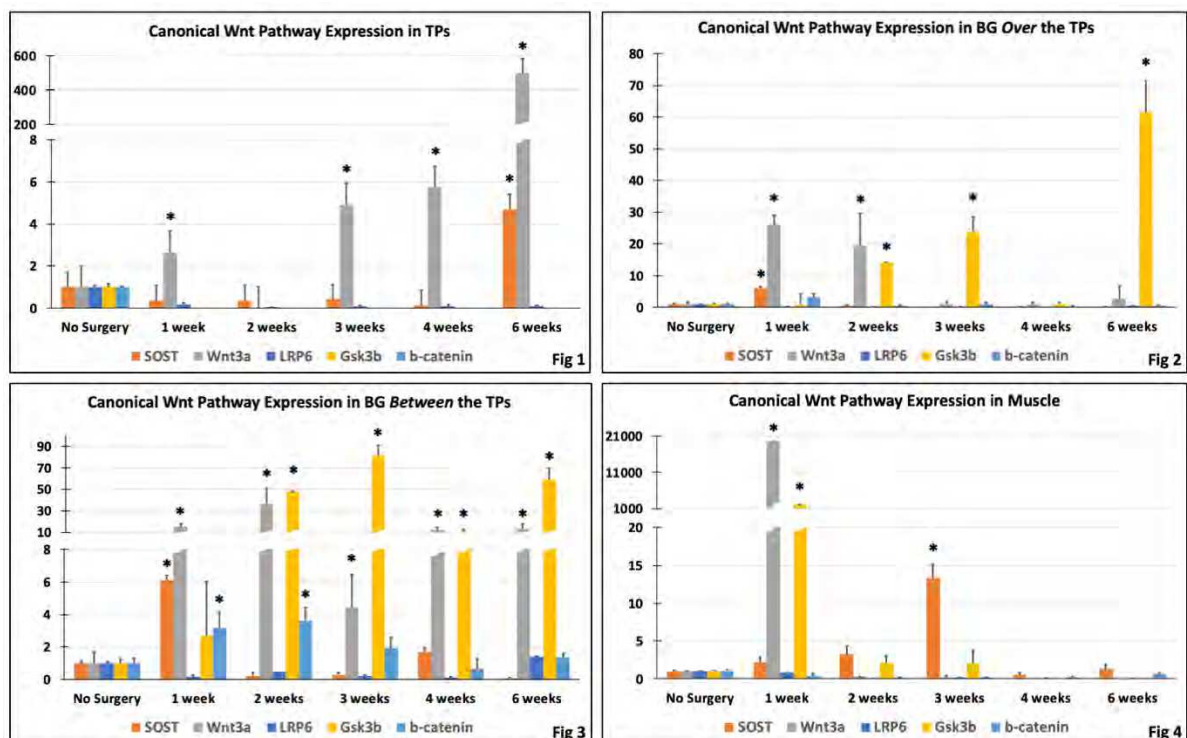 Canonical Wnt Pathway Expression in TPs
600
400
200
8
6
4
2
0
* * * * *
No Surgery 1 week 2 weeks 3 weeks 4 weeks 6 weeks
SOST Wnt3a LRP6 Gsk3b b-catenin
Fig 1
Canonical Wnt Pathway Expression in BG Over the TPs
80
70
60
50
40
30
20
10
0
* * * * * *
No Surgery 1 week 2 weeks 3 weeks 4 weeks 6 weeks
SOST Wnt3a LRP6 Gsk3b b-catenin
Fig 2
Canonical Wnt Pathway Expression in BG Between the TPs
90
70
50
30
10
8
6
4
2
0
* * * * * * * * * * * *
No Surgery 1 week 2 weeks 3 weeks 4 weeks 6 weeks
SOST Wnt3a LRP6 Gsk3b b-catenin
Fig 3
Canonical Wnt Pathway Expression in Muscle
21000
11000
1000
20
15
10
5
0
* * *
No Surgery 1 week 2 weeks 3 weeks 4 weeks 6 weeks
SOST Wnt3a LRP6 Gsk3b b-catenin
Fig 4